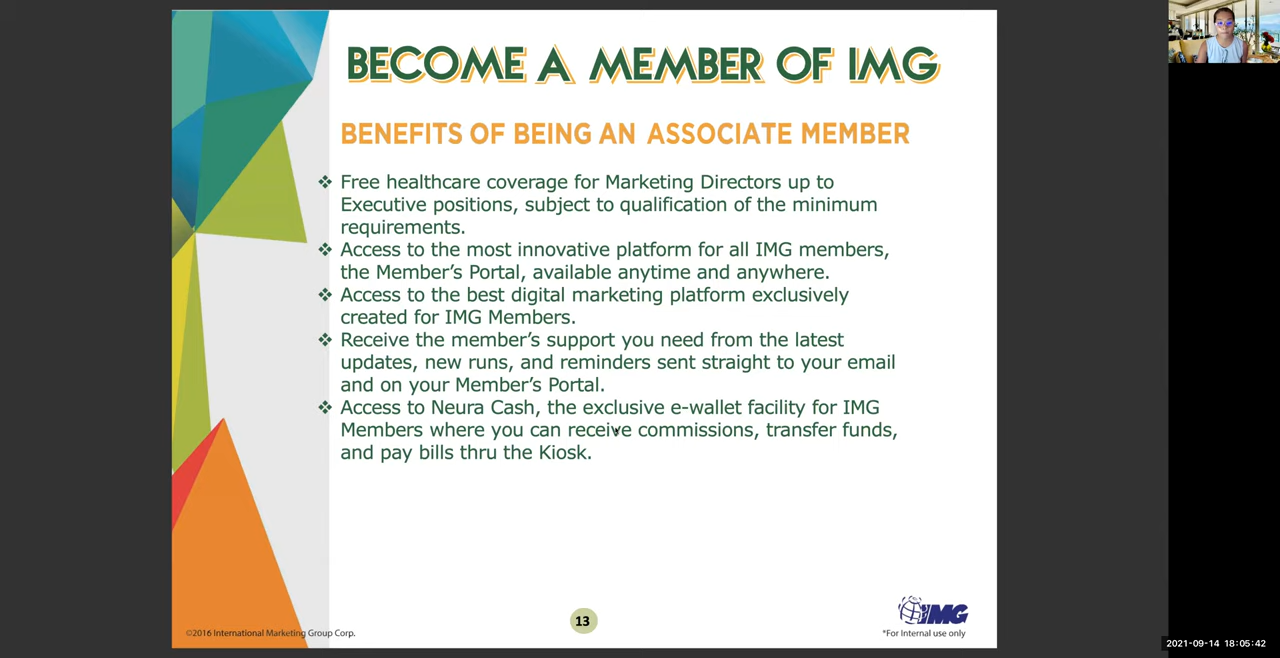 BECOME A MEMBER OF IMG
BENEFITS OF BEING AN ASSOCIATE MEMBER
❖ Free healthcare coverage for Marketing Directors up to
Executive positions, subject to qualification of the minimum
requirements.
❖ Access to the most innovative platform for all IMG members,
the Member’s Portal, available anytime and anywhere.
❖ Access to the best digital marketing platform exclusively
created for IMG Members.
❖ Receive the member’s support you need from the latest
updates, new runs, and reminders sent straight to your email
and on your Member’s Portal.
❖ Access to Neura Cash, the exclusive e-wallet facility for IMG
Members where you can receive commissions, transfer funds,
and pay bills thru the Kiosk.
IMG
13
©2016 International Marketing Group Corp.
*For Internal use only
2021-09-14 18:05:42